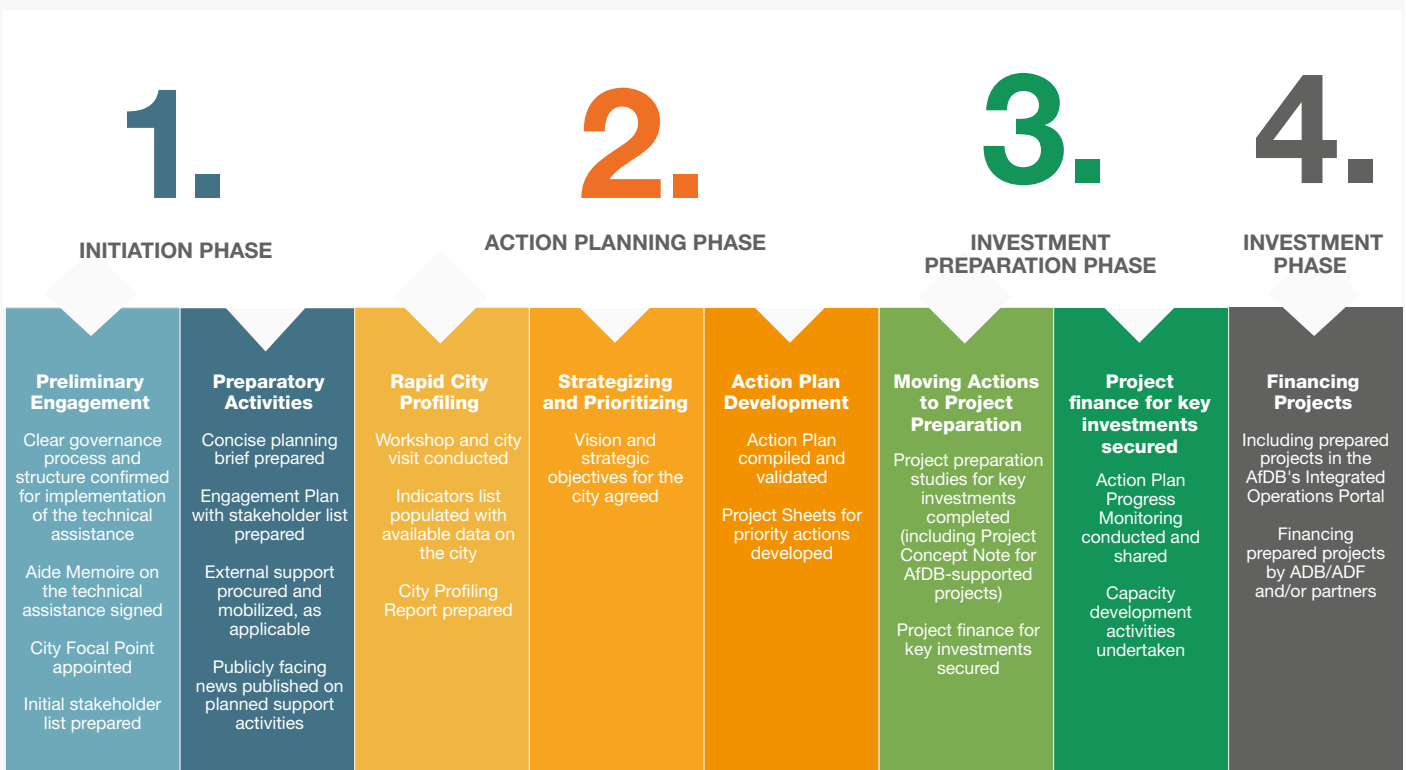 1.
INITIATION PHASE
2.
ACTION PLANNING PHASE
3.
INVESTMENT
PREPARATION PHASE
4.
INVESTMENT
PHASE
Preliminary
Engagement
Clear governance
process and
structure confirmed
for implementation
of the technical
assistance
Aide Memoire on
the technical
assistance signed
City Focal Point
appointed
Initial stakeholder
list prepared
Preparatory
Activities
Concise planning
brief prepared
Engagement Plan
with stakeholder list
prepared
External support
procured and
mobilized, as
applicable
Publicly facing
news published on
planned support
activities
Rapid City
Profiling
Workshop and city
visit conducted
Indicators list
populated with
available data on
the city
City Profiling
Report prepared
Strategizing
and Prioritizing
Vision and
strategic
objectives for the
city agreed
Action Plan
Development
Action Plan
compiled and
validated
Project Sheets for
priority actions
developed
Moving Actions
to Project
Preparation
Project preparation
studies for key
investments
completed
(including Project
Concept Note for
AfDB-supported
projects)
Project finance for
key investments
secured
Project
finance for key
investments
secured
Action Plan
Progress
Monitoring
conducted and
shared
Capacity
development
activities
undertaken
Financing
Projects
Including prepared
projects in the
AfDB's Integrated
Operations Portal
Financing
prepared projects
by ADB/ADF
and/or partners